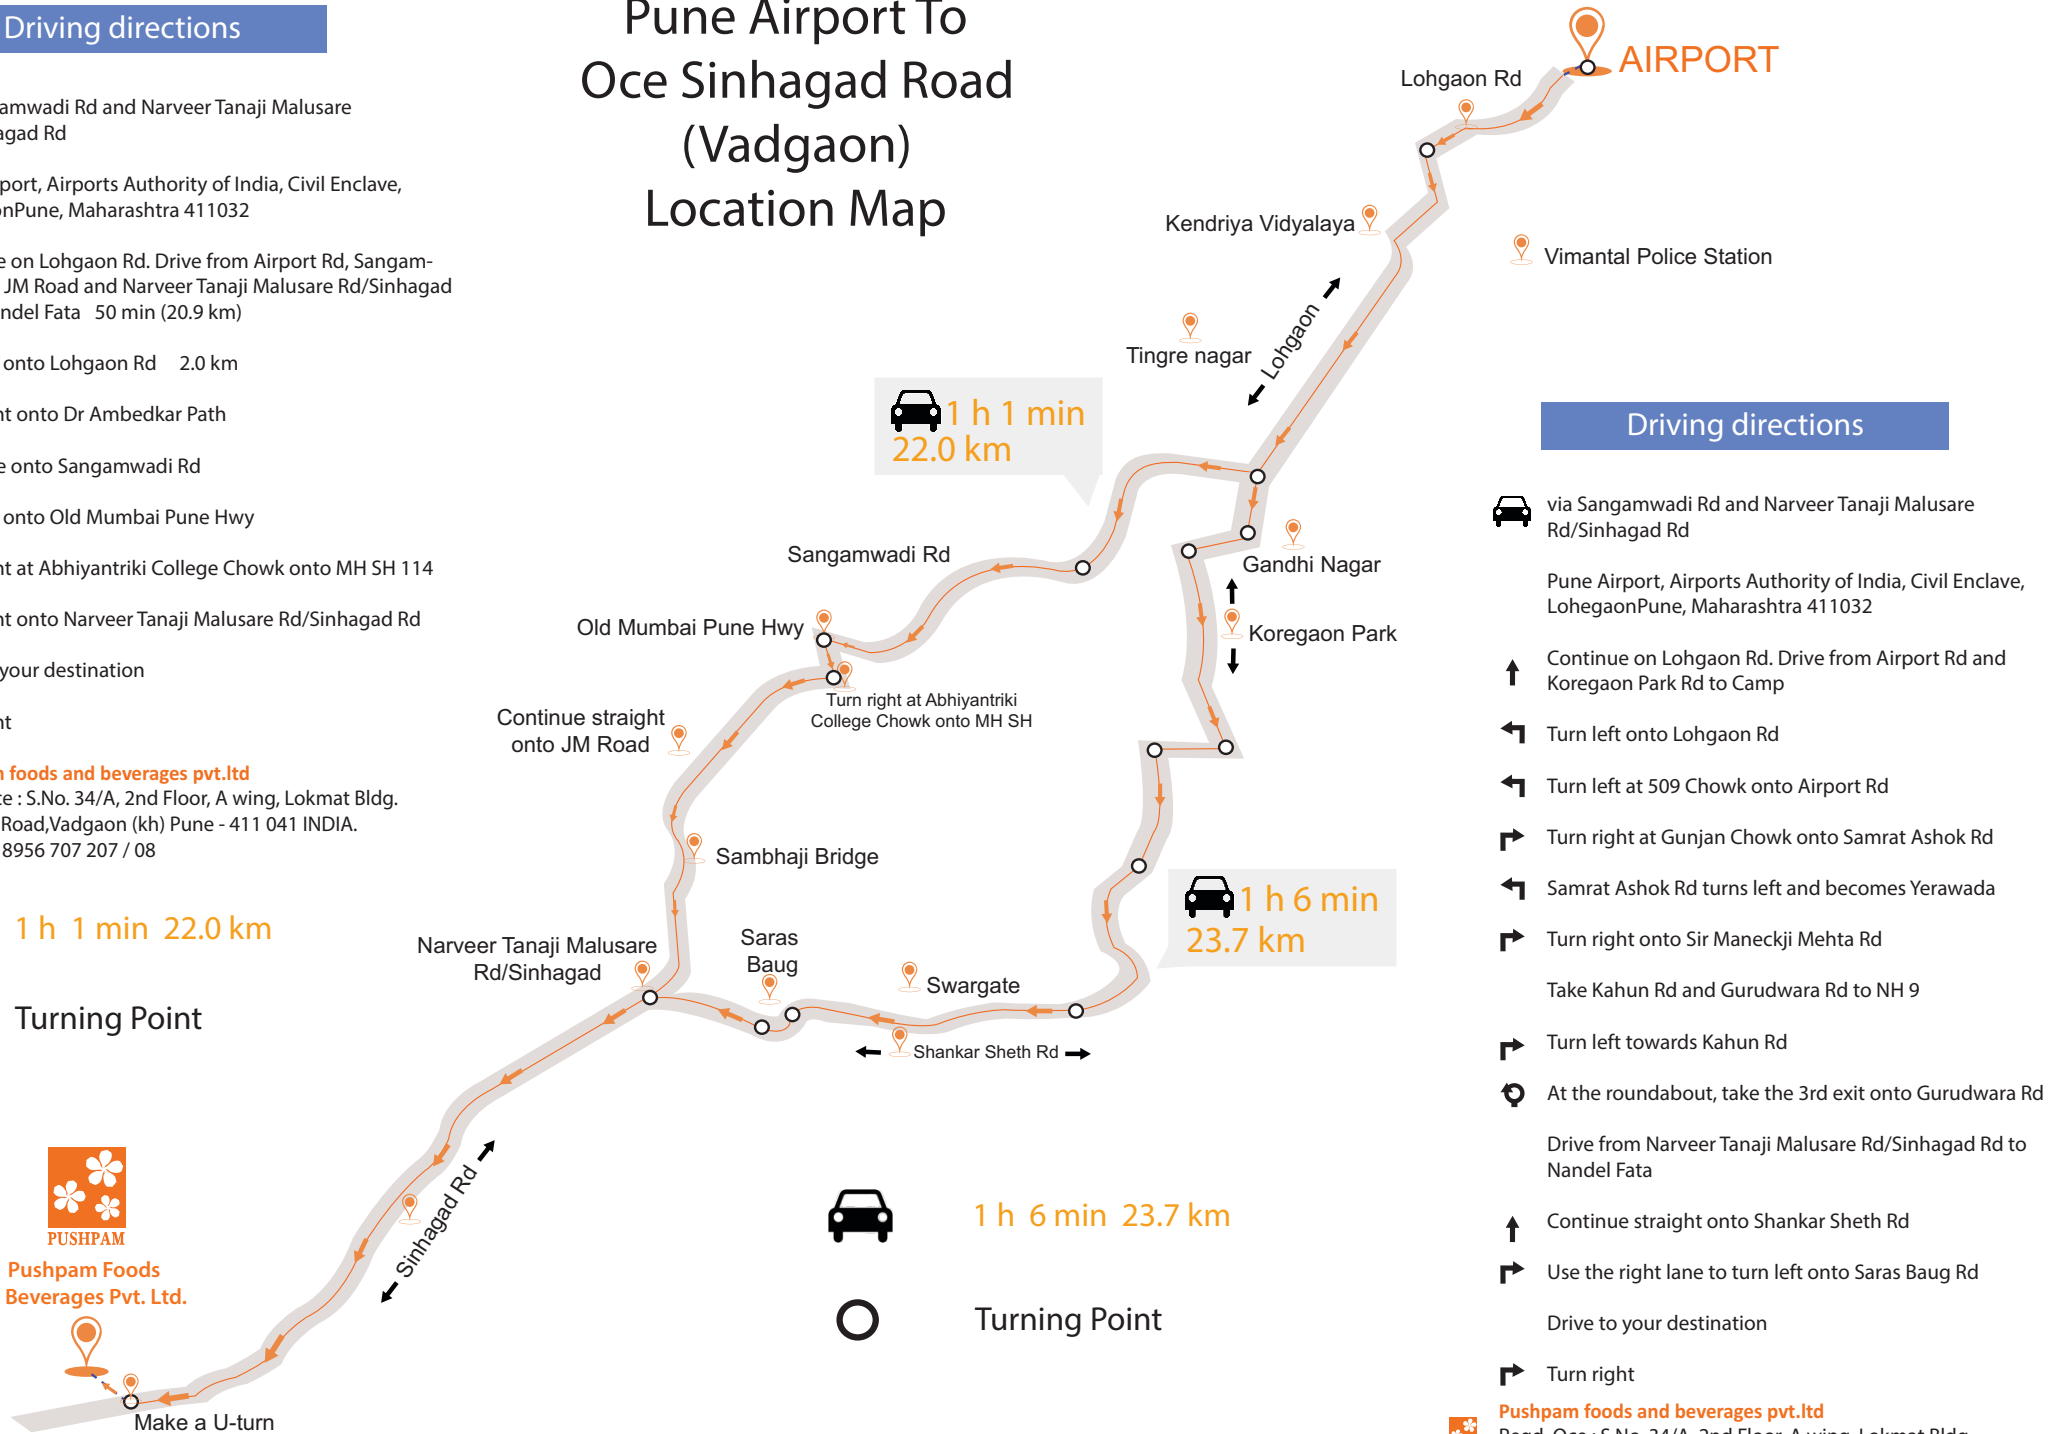 Driving directions
amwadi Rd and Narveer Tanaji Malusare
agad Rd
port, Airports Authority of India, Civil Enclave,
onPune, Maharashtra 411032
e on Lohgaon Rd. Drive from Airport Rd, Sangam-
JM Road and Narveer Tanaji Malusare Rd/Sinhagad
ndel Fata 50 min (20.9 km)
onto Lohgaon Rd 2.0 km
nt onto Dr Ambedkar Path
e onto Sangamwadi Rd
onto Old Mumbai Pune Hwy
nt at Abhiyantriki College Chowk onto MH SH 114
nt onto Narveer Tanaji Malusare Rd/Sinhagad Rd
your destination
nt
foods and beverages pvt.ltd
ce : S.No. 34/A, 2nd Floor, A wing, Lokmat Bldg.
Road,Vadgaon (kh) Pune - 411 041 INDIA.
8956 707 207 / 08
1 h 1 min 22.0 km
Turning Point
PUSHPAM
Pushpam Foods
Beverages Pvt. Ltd.
Make a U-turn
Pune Airport To
Oce Sinhagad Road
(Vadgaon)
Location Map
AIRPORT
Lohgaon Rd
Kendriya Vidyalaya
Vimantal Police Station
Lohgaon
Tingre nagar
1 h 1 min
22.0 km
Sangamwadi Rd
Gandhi Nagar
Old Mumbai Pune Hwy
Koregaon Park
Turn right at Abhiyantriki
College Chowk onto MH SH
Continue straight
onto JM Road
Sambhaji Bridge
1 h 6 min
23.7 km
Narveer Tanaji Malusare
Rd/Sinhagad
Saras
Baug
Swargate
Shankar Sheth Rd
Sinhagad Rd
1 h 6 min 23.7 km
Turning Point
Driving directions
via Sangamwadi Rd and Narveer Tanaji Malusare
Rd/Sinhagad Rd
Pune Airport, Airports Authority of India, Civil Enclave,
LohegaonPune, Maharashtra 411032
Continue on Lohgaon Rd. Drive from Airport Rd and
Koregaon Park Rd to Camp
Turn left onto Lohgaon Rd
Turn left at 509 Chowk onto Airport Rd
Turn right at Gunjan Chowk onto Samrat Ashok Rd
Samrat Ashok Rd turns left and becomes Yerawada
Turn right onto Sir Maneckji Mehta Rd
Take Kahun Rd and Gurudwara Rd to NH 9
Turn left towards Kahun Rd
At the roundabout, take the 3rd exit onto Gurudwara Rd
Drive from Narveer Tanaji Malusare Rd/Sinhagad Rd to
Nandel Fata
Continue straight onto Shankar Sheth Rd
Use the right lane to turn left onto Saras Baug Rd
Drive to your destination
Turn right
Pushpam foods and beverages pvt.ltd
Regd. Oce : S.No. 34/A, 2nd Floor, A wing, Lokmat Bldg.